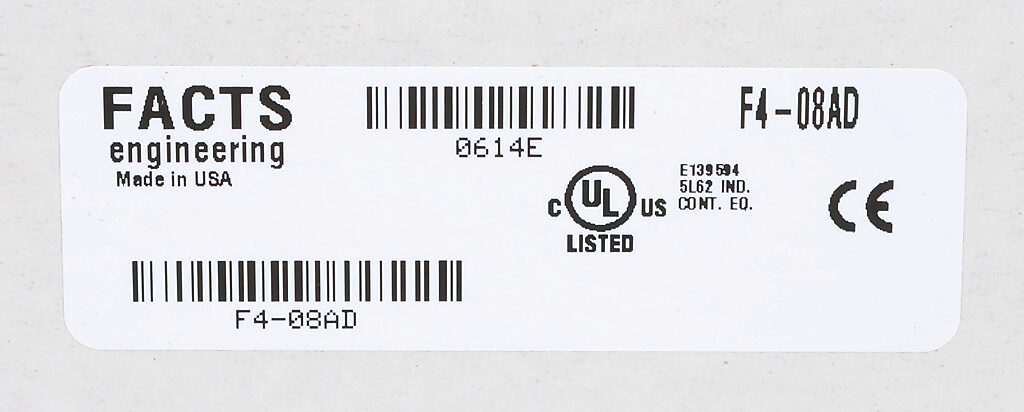 FACTS
engineering
Made in USA
0614E
F4-08AD
C UL US
LISTED
E139594
5L62 IND.
CONT. EQ.
CE
F4-08AD